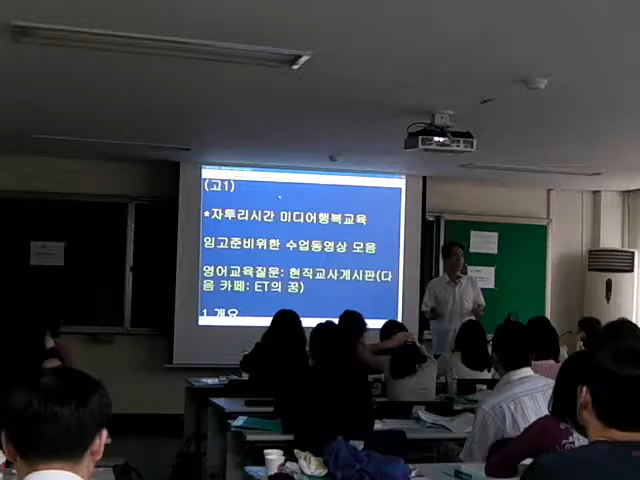 (고1)
*자투리시간 미디어행복교육
임고준비위한 수업동영상 모음
영어교육질문: 현직교사게시판(다
음 카페: ET의 꿈)
1 개요